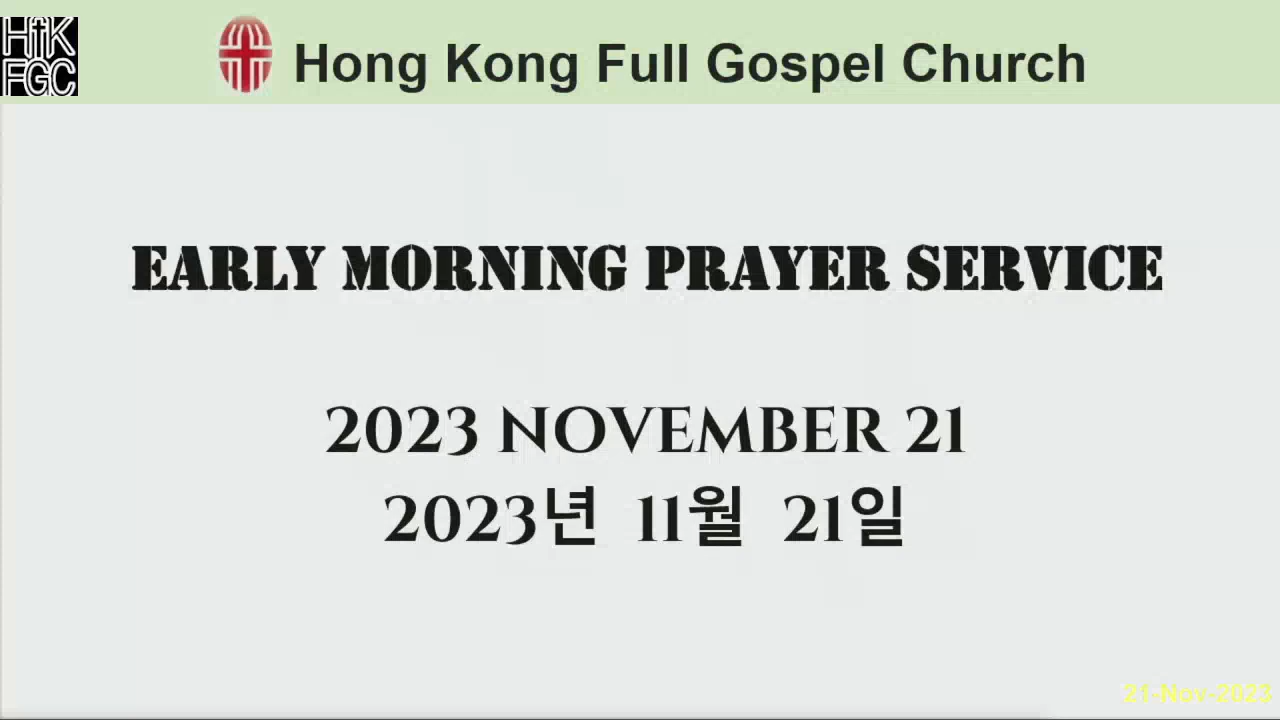 HK
FGC
Hong Kong Full Gospel Church
EARLY MORNING PRAYER SERVICE
2023 NOVEMBER 21
2023년 11월 21일
21-Nov-2023